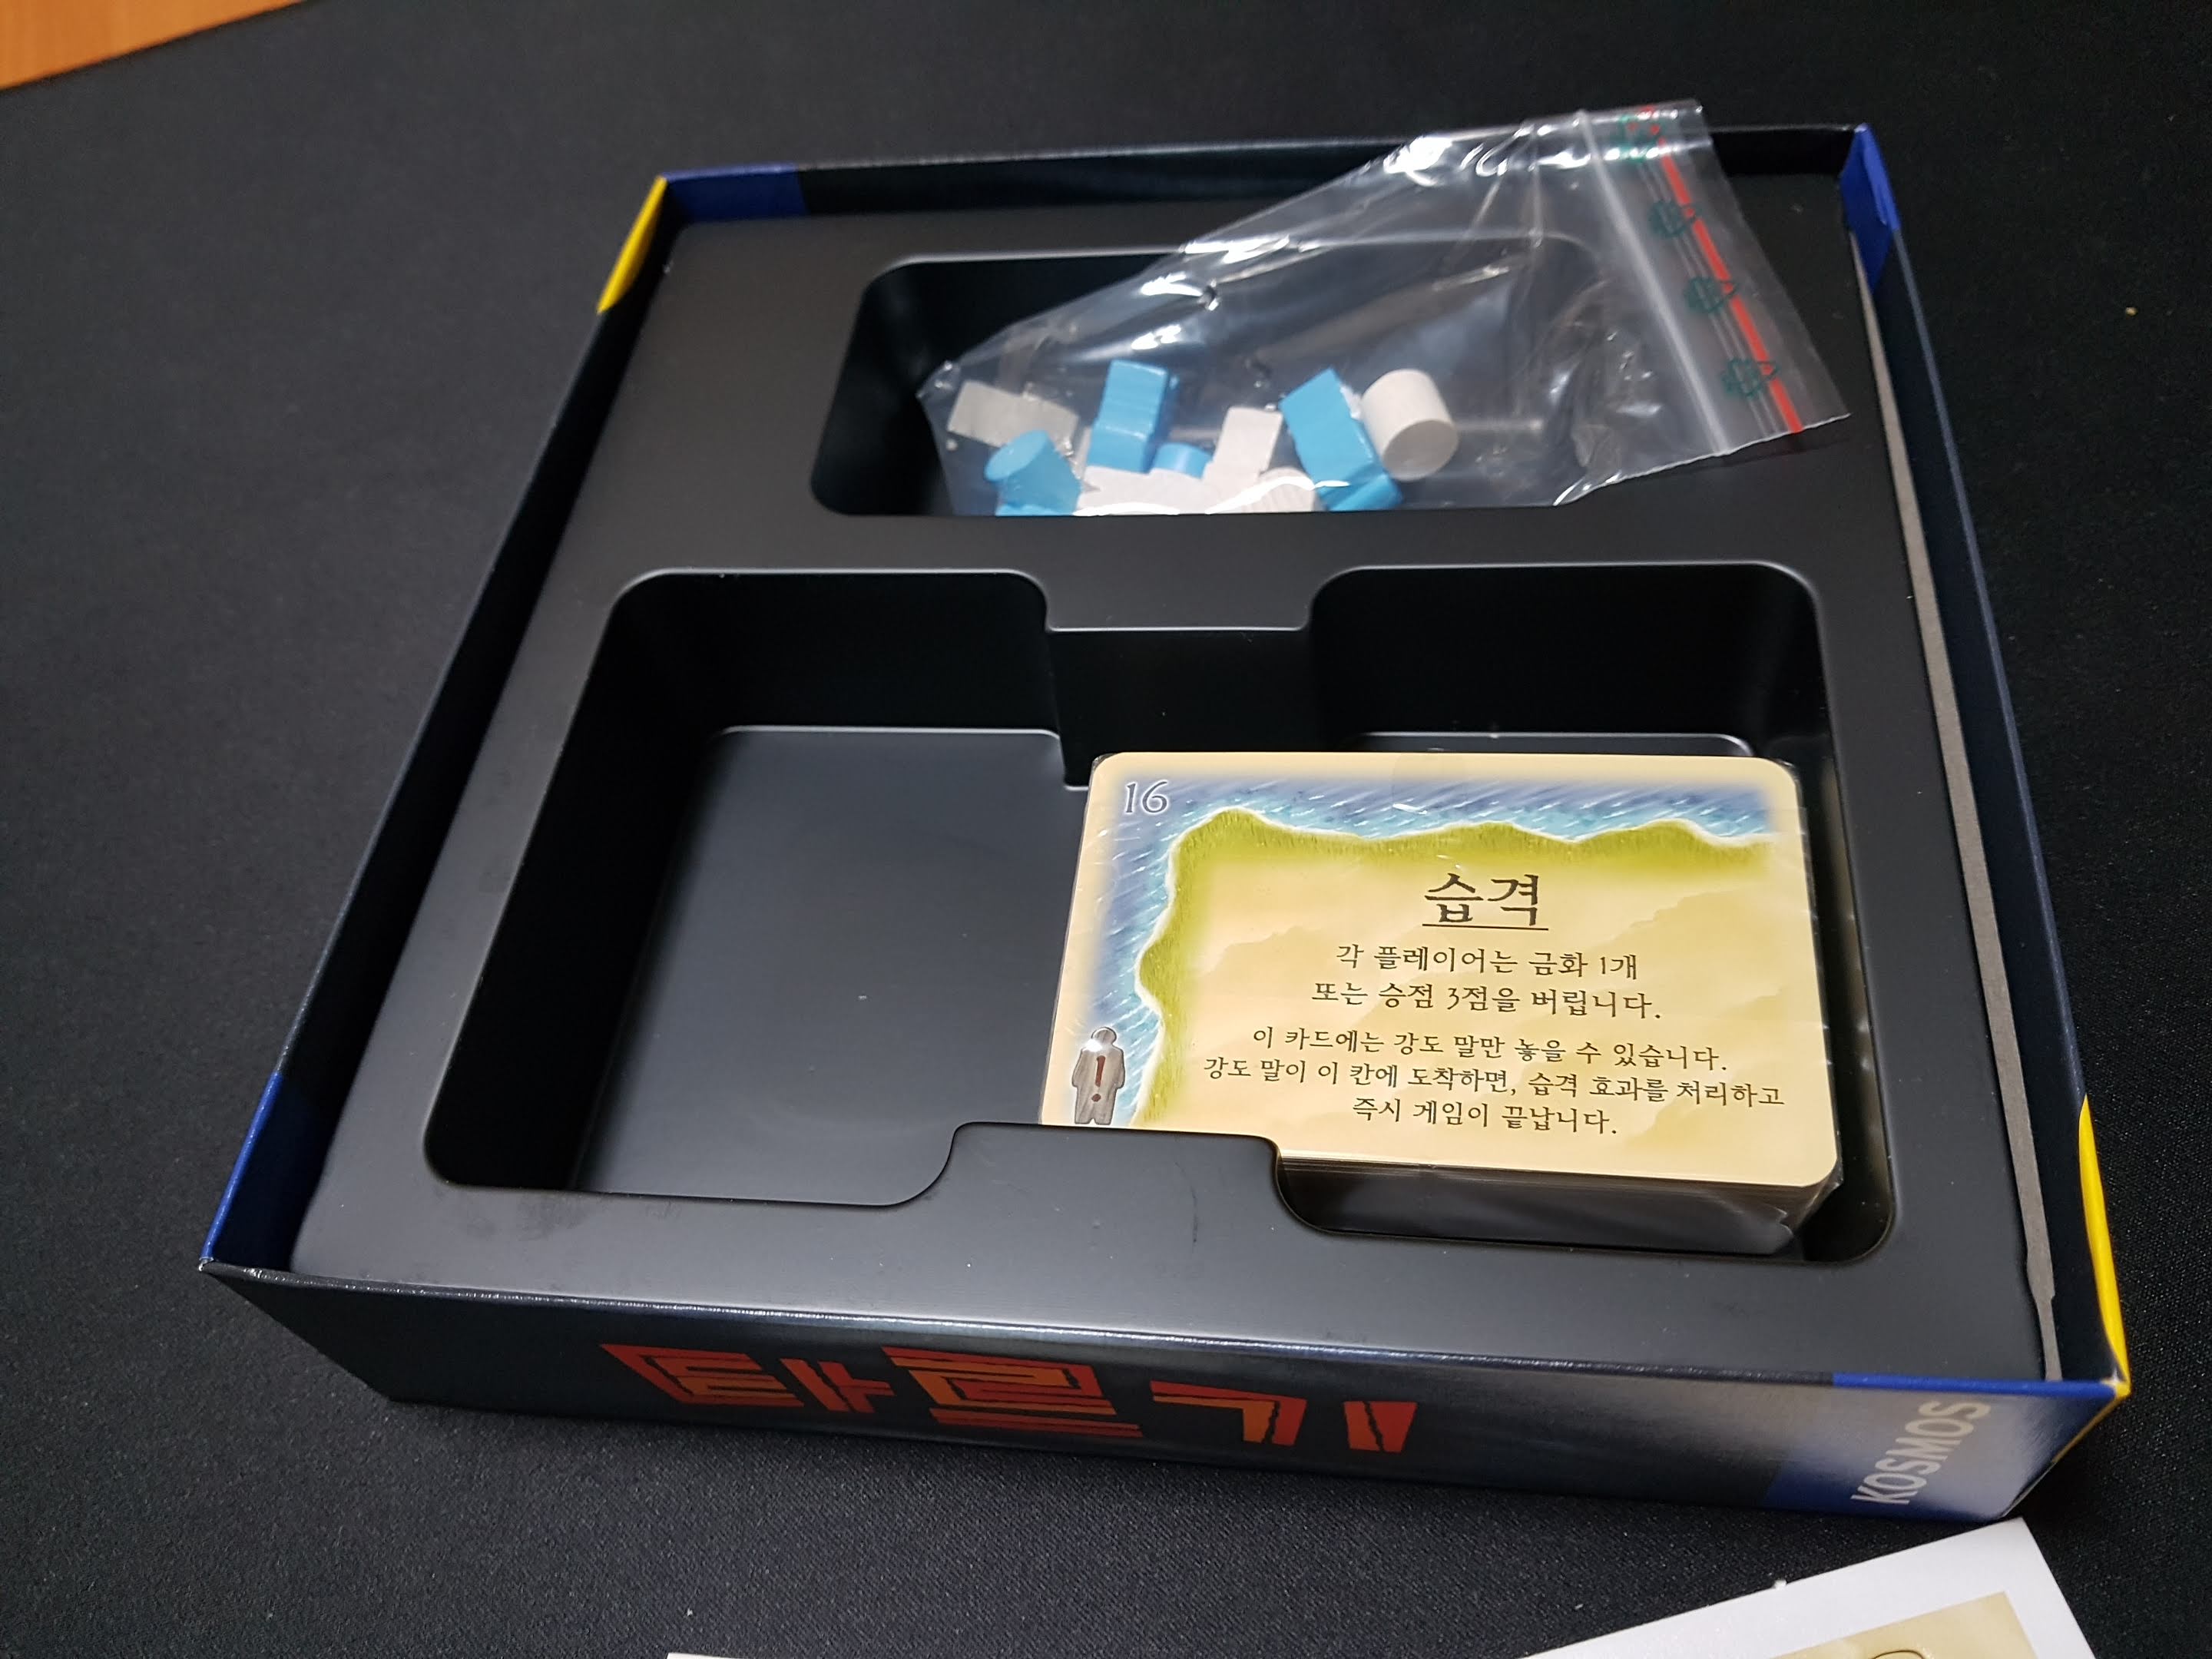 16
습격
각 플레이어는 금화 1개
또는 승점 3점을 버립니다.
이 카드에는 강도 말만 놓을 수 있습니다.
강도 말이 이 칸에 도착하면, 습격 효과를 처리하고
즉시 게임이 끝납니다.
!
타르기
KOSMOS